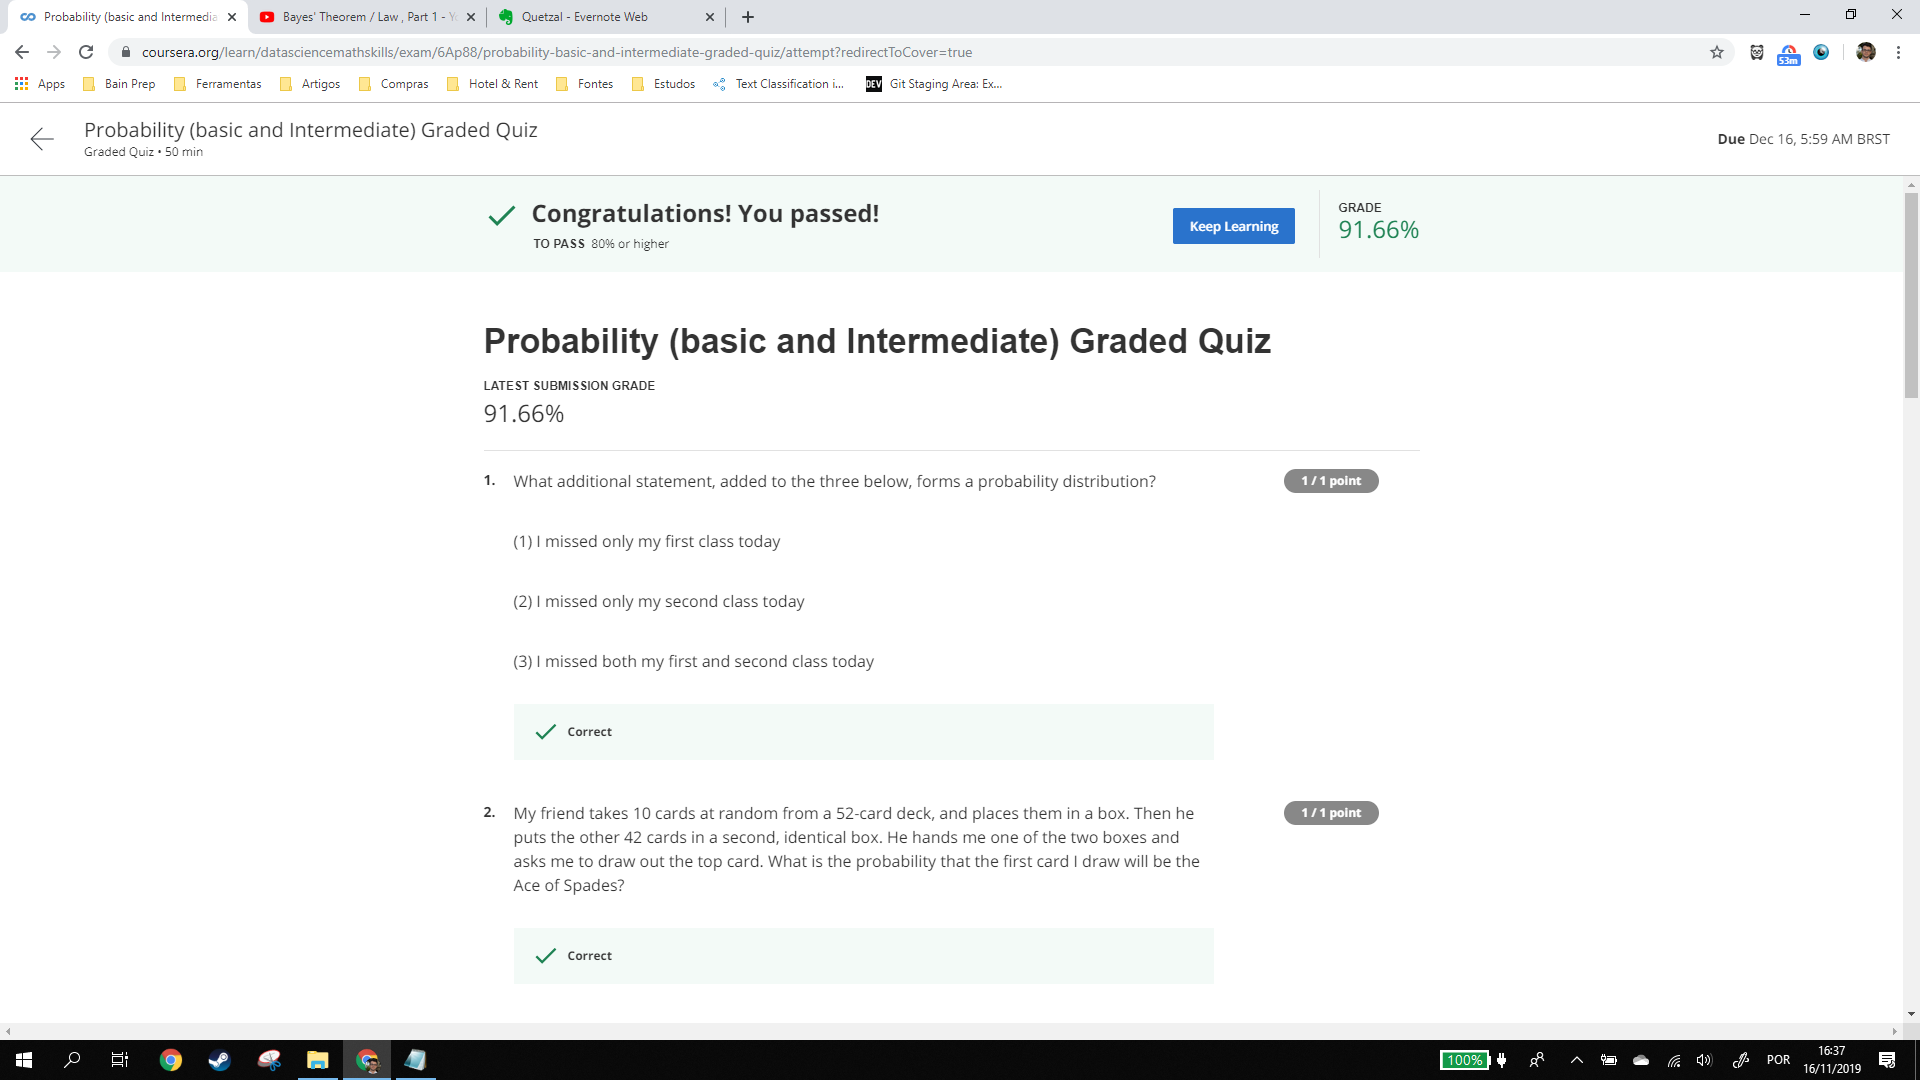 Probability (basic and Intermedia
Bayes' Theorem / Law , Part 1 - Yo
Quetzal - Evernote Web
coursera.org/learn/datasciencemathskills/exam/6Ap88/probability-basic-and-intermediate-graded-quiz/attempt?redirectToCover=true
53m
Apps
Bain Prep
Ferramentas
Artigos
Compras
Hotel & Rent
Fontes
Estudos
Text Classification i...
DEV
Git Staging Area: Ex...
Probability (basic and Intermediate) Graded Quiz
Graded Quiz • 50 min
Due Dec 16, 5:59 AM BRST
Congratulations! You passed!
TO PASS 80% or higher
Keep Learning
GRADE
91.66%
Probability (basic and Intermediate) Graded Quiz
LATEST SUBMISSION GRADE
91.66%
1. What additional statement, added to the three below, forms a probability distribution?
1 / 1 point
(1) I missed only my first class today
(2) I missed only my second class today
(3) I missed both my first and second class today
Correct
2. My friend takes 10 cards at random from a 52-card deck, and places them in a box. Then he
1 / 1 point
puts the other 42 cards in a second, identical box. He hands me one of the two boxes and
asks me to draw out the top card. What is the probability that the first card I draw will be the
Ace of Spades?
Correct
100%
POR
16:37
16/11/2019